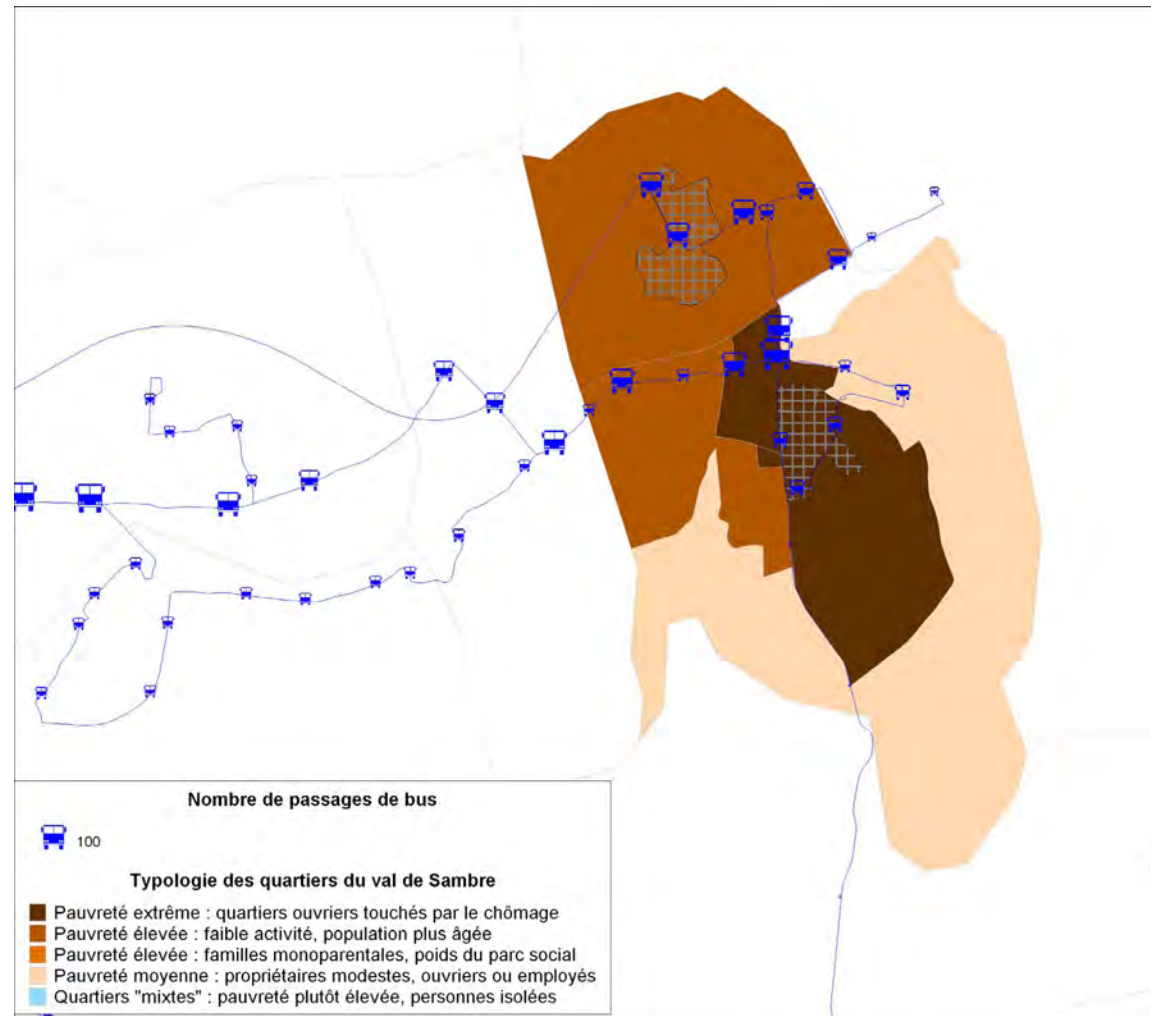 Nombre de passages de bus
100
Typologie des quartiers du val de Sambre
Pauvreté extrême : quartiers ouvriers touchés par le chômage
Pauvreté élevée : faible activité, population plus âgée
Pauvreté élevée : familles monoparentales, poids du parc social
Pauvreté moyenne : propriétaires modestes, ouvriers ou employés
Quartiers "mixtes" : pauvreté plutôt élevée, personnes isolées